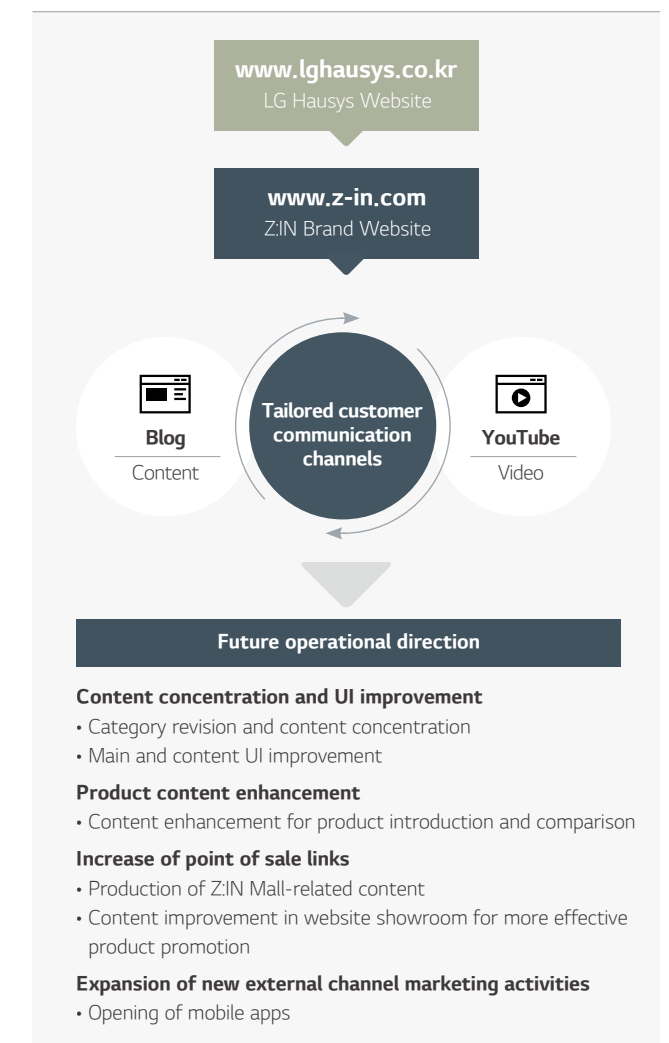 www.lghausys.co.kr
LG Hausys Website
www.z-in.com
Z:IN Brand Website
Blog
Content
Tailored customer
communication
channels
YouTube
Video
Future operational direction
Content concentration and UI improvement
• Category revision and content concentration
• Main and content UI improvement
Product content enhancement
• Content enhancement for product introduction and comparison
Increase of point of sale links
• Production of Z:IN Mall-related content
• Content improvement in website showroom for more effective
product promotion
Expansion of new external channel marketing activities
• Opening of mobile apps